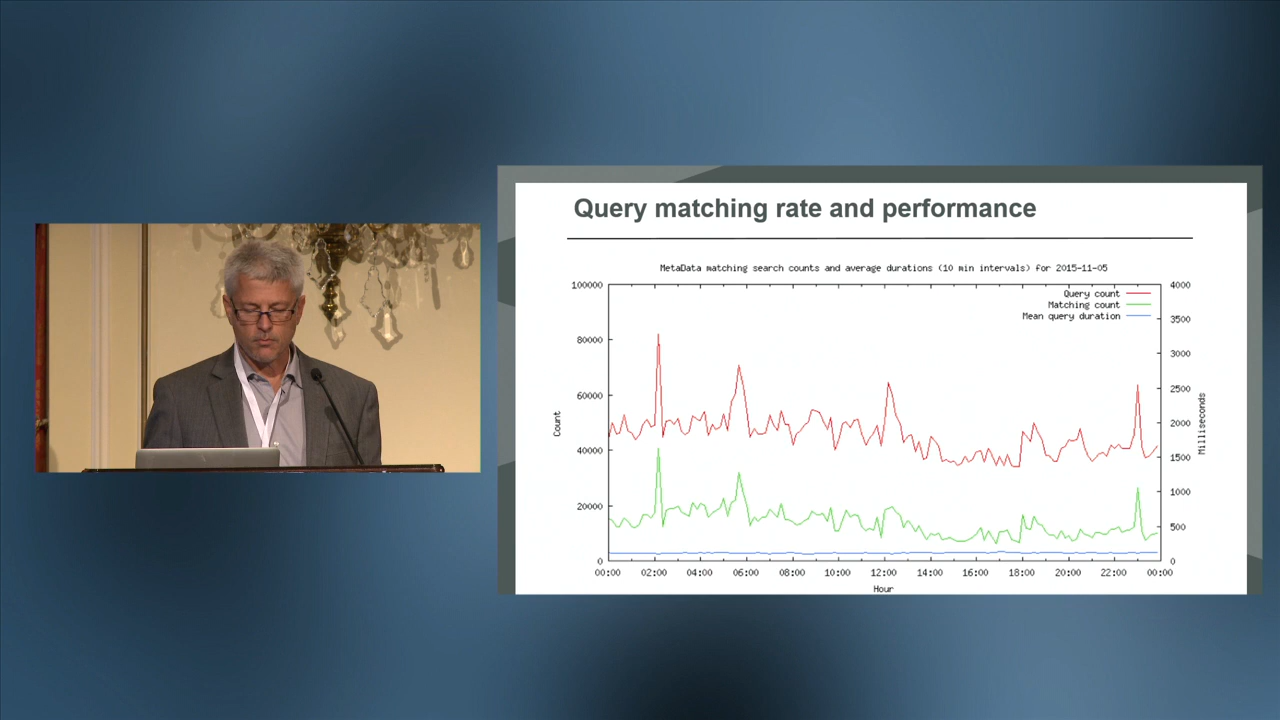 Query matching rate and performance
MetaData matching search counts and average durations (10 min intervals) for 2015-11-05
Query count
Matching count
Mean query duration
Count
100000
80000
60000
40000
20000
0
4000
3500
3000
2500
2000
1500
1000
500
0
Milliseconds
00:00 02:00 04:00 06:00 08:00 10:00 12:00 14:00 16:00 18:00 20:00 22:00 00:00
Hour